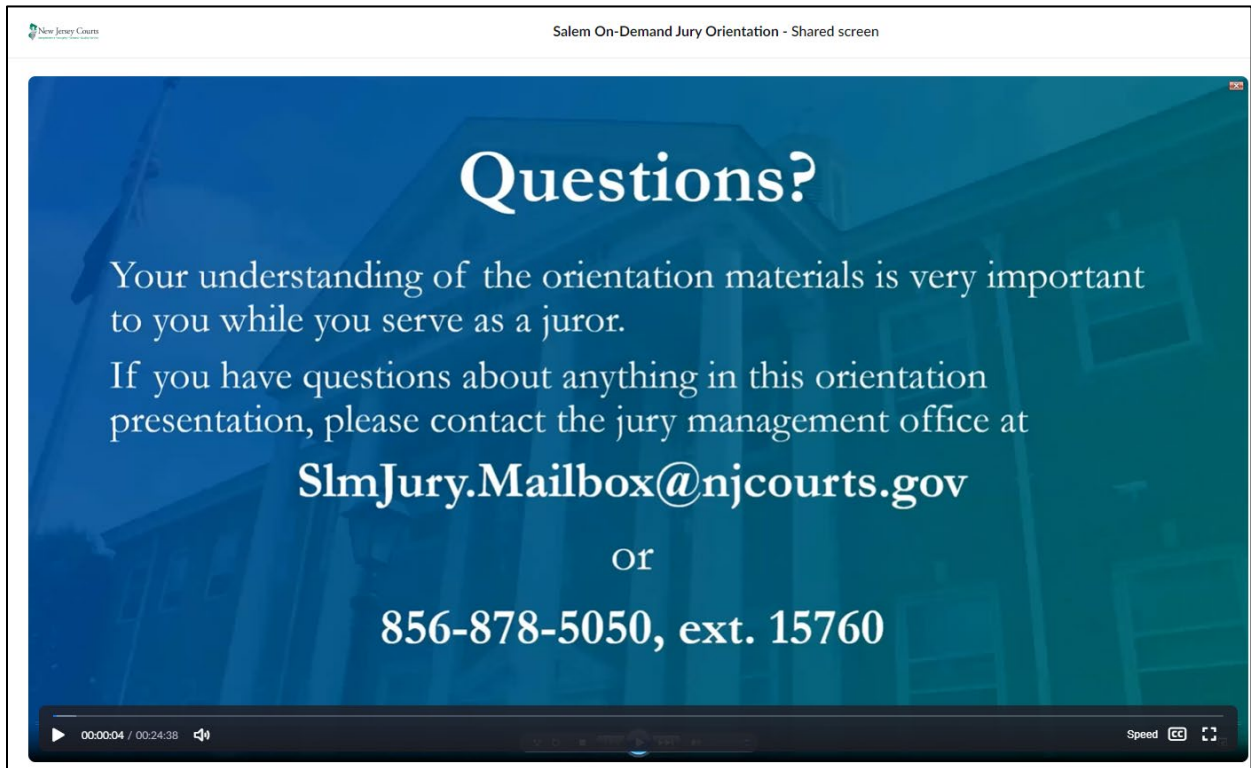 New Jersey Courts
Salem On-Demand Jury Orientation - Shared screen
Questions?
Your understanding of the orientation materials is very important
to you while you serve as a juror.
If you have questions about anything in this orientation
presentation, please contact the jury management office at
SlmJury.Mailbox@njcourts.gov
or
856-878-5050, ext. 15760
00:00:04 / 00:24:38
Speed CC